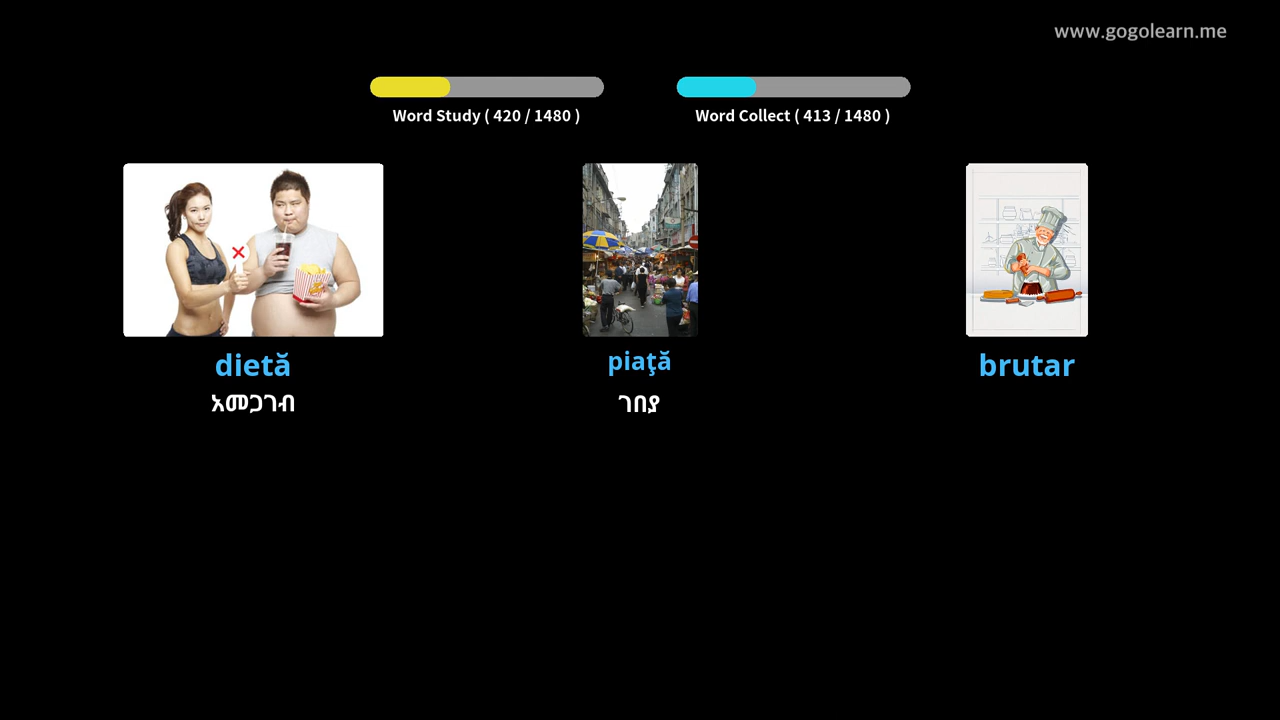 www.gogolearn.me
Word Study ( 420 / 1480 )
Word Collect ( 413 / 1480 )
dietă
piaţă
brutar
አመጋገብ
ገበያ